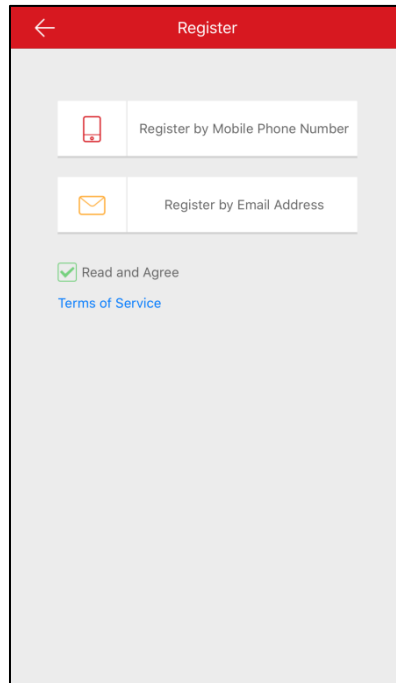 Register
Register by Mobile Phone Number
Register by Email Address
Read and Agree
Terms of Service